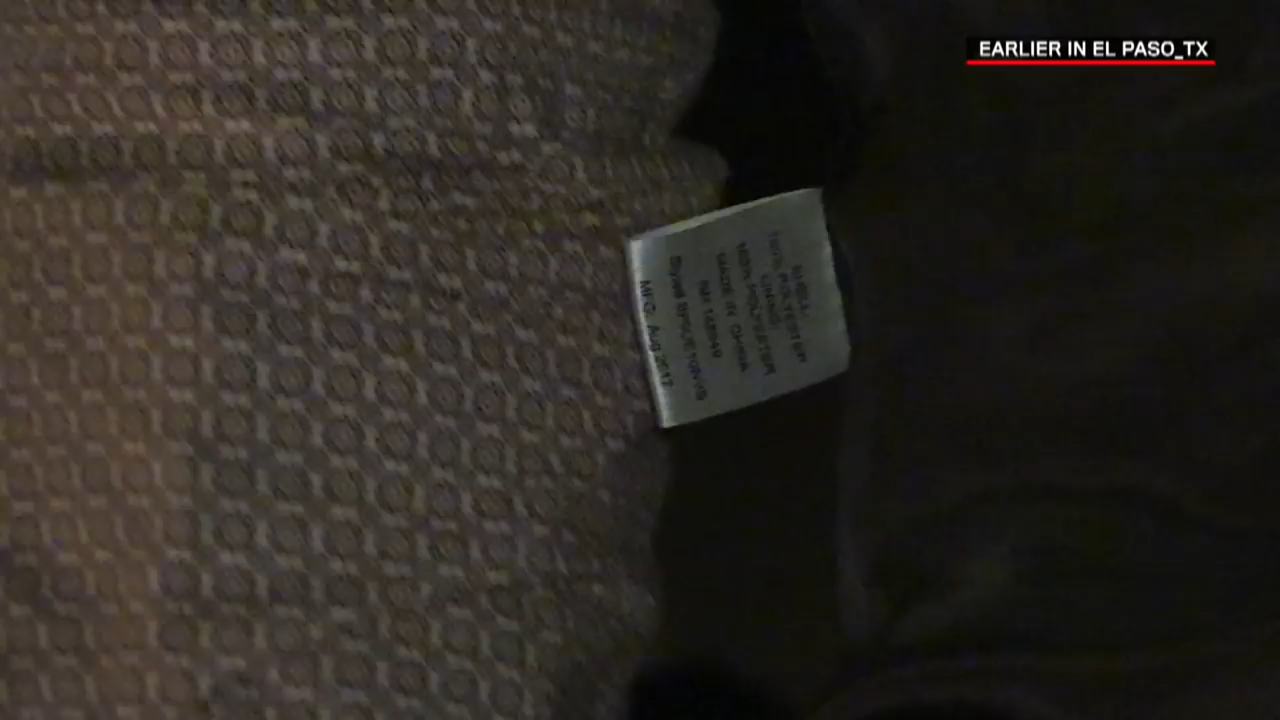 EARLIER IN EL PASO_TX
SHELL:
100% POLYESTER
LINING:
100% POLYESTER
MADE IN CHINA
MFG: Aug 2017